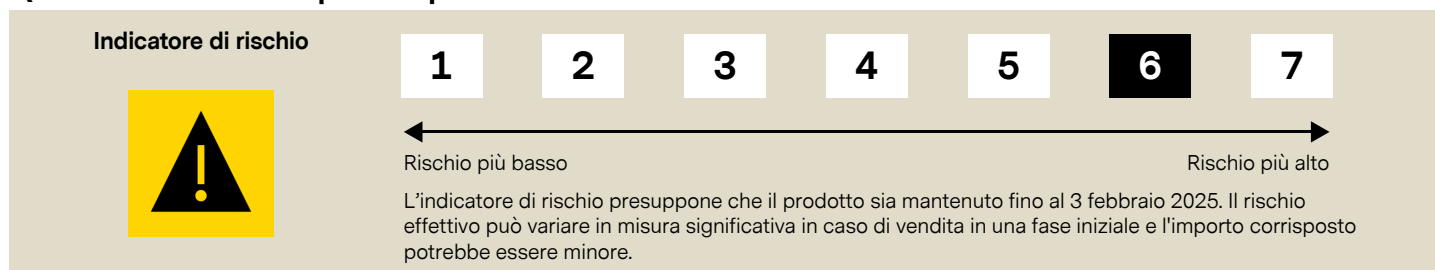 Indicatore di rischio
1 2 3 4 5 6 7
Rischio più basso
Rischio più alto
L'indicatore di rischio presuppone che il prodotto sia mantenuto fino al 3 febbraio 2025. Il rischio
effettivo può variare in misura significativa in caso di vendita in una fase iniziale e l'importo corrisposto
potrebbe essere minore.